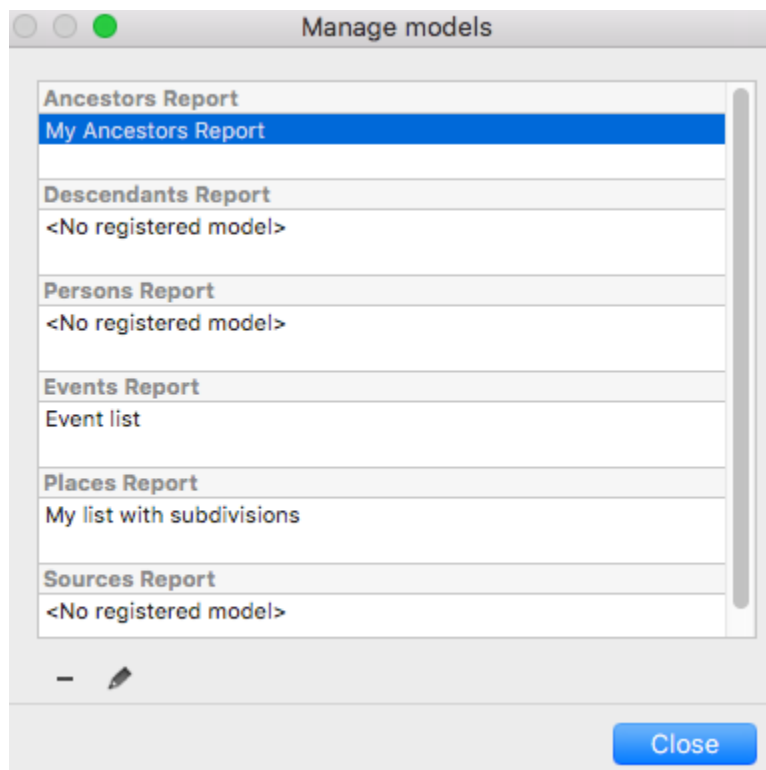 Manage models
Ancestors Report
My Ancestors Report
Descendants Report
<No registered model>
Persons Report
<No registered model>
Events Report
Event list
Places Report
My list with subdivisions
Sources Report
<No registered model>
Close